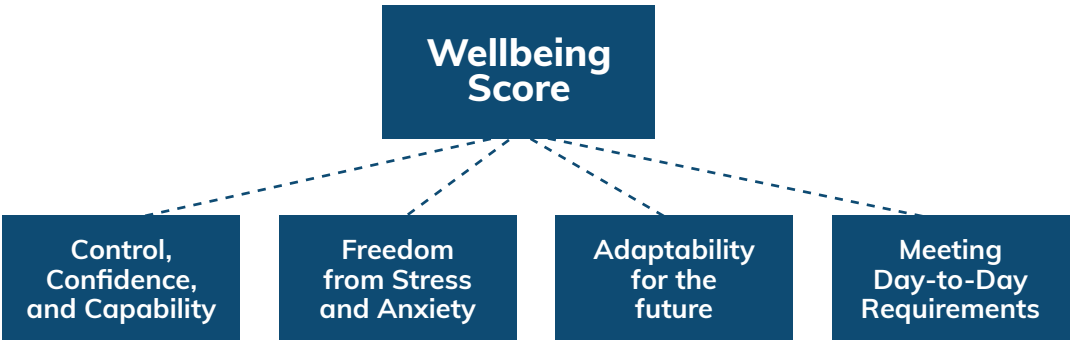 Wellbeing
Score
Control,
Confidence,
and Capability
Freedom
from Stress
and Anxiety
Adaptability
for the
future
Meeting
Day-to-Day
Requirements